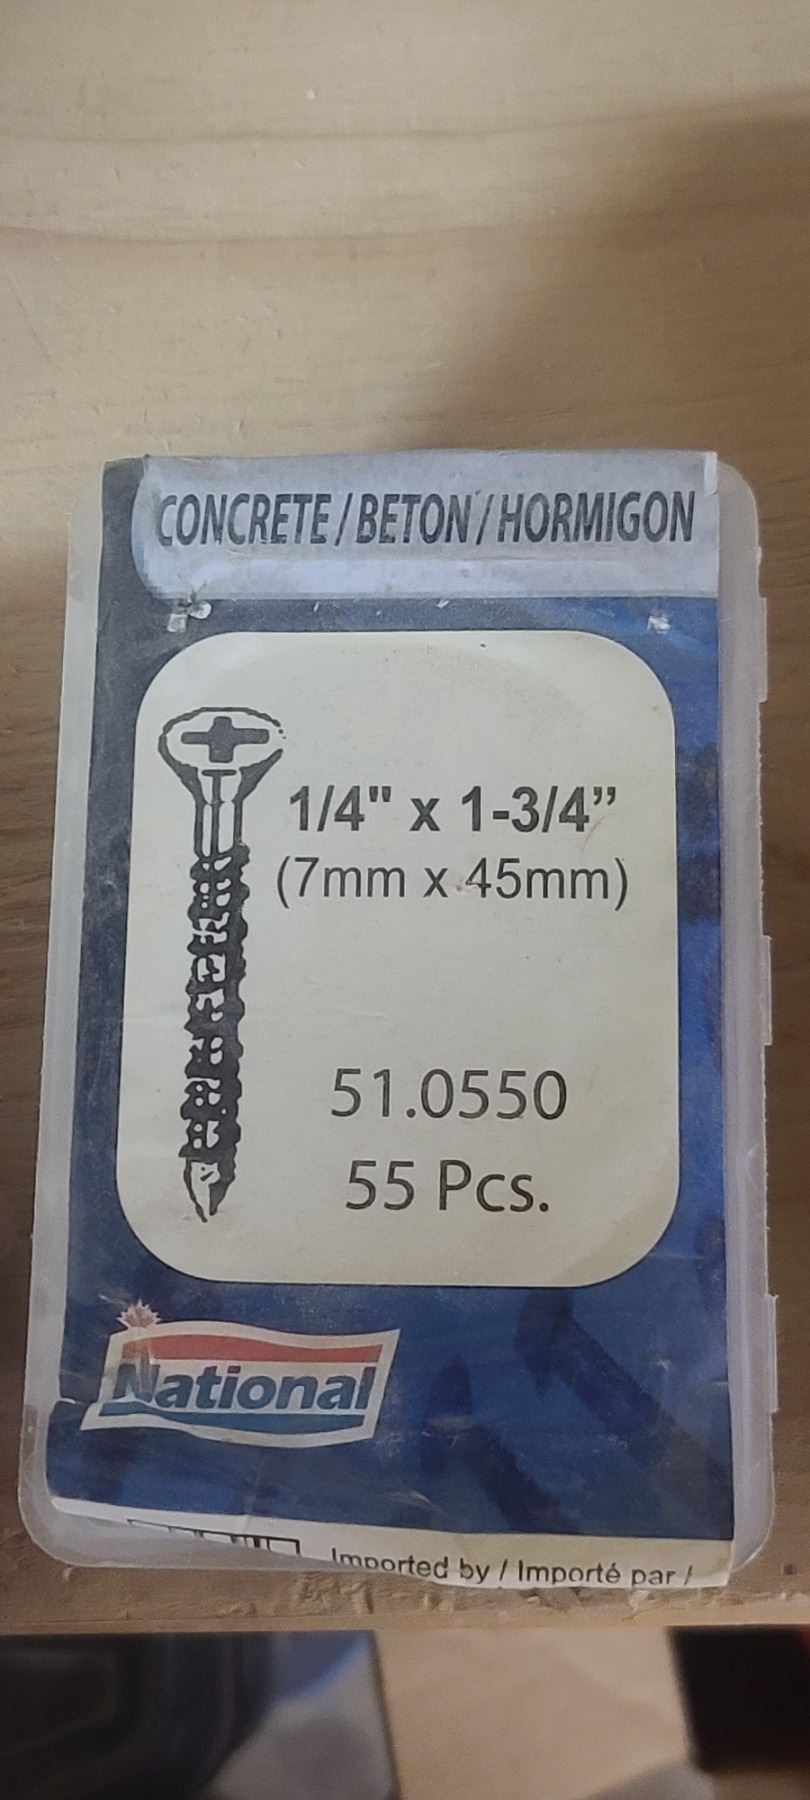 CONCRETE/BETON/HORMIGON
1/4" x 1-3/4”
(7mm x 45mm)
51.0550
55 Pcs.
National
Imported by / Importé par /